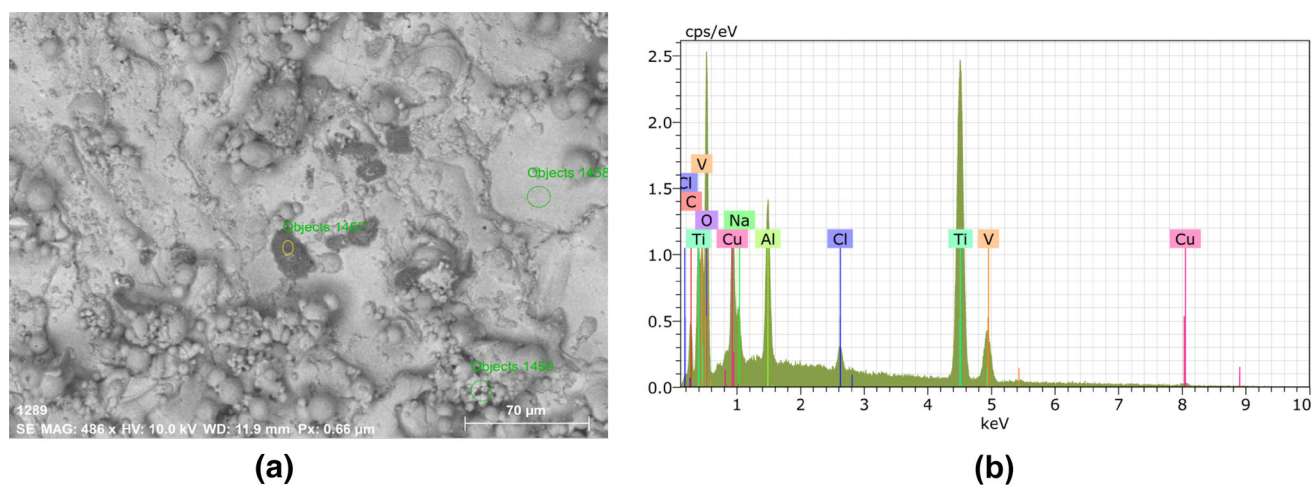 Objects 1458
Objects 1457
Objects 1459
1289
SE MAG: 486 x HV: 10.0 kV WD: 11.9 mm Px: 0.66 µm
70 µm
(a)
cps/eV
2.5
2.0
1.5
1.0
0.5
0.0
V
Cl
C
O Na
Ti Cu Al Cl Ti V Cu
1 2 3 4 5 6 7 8 9 10
keV
(b)